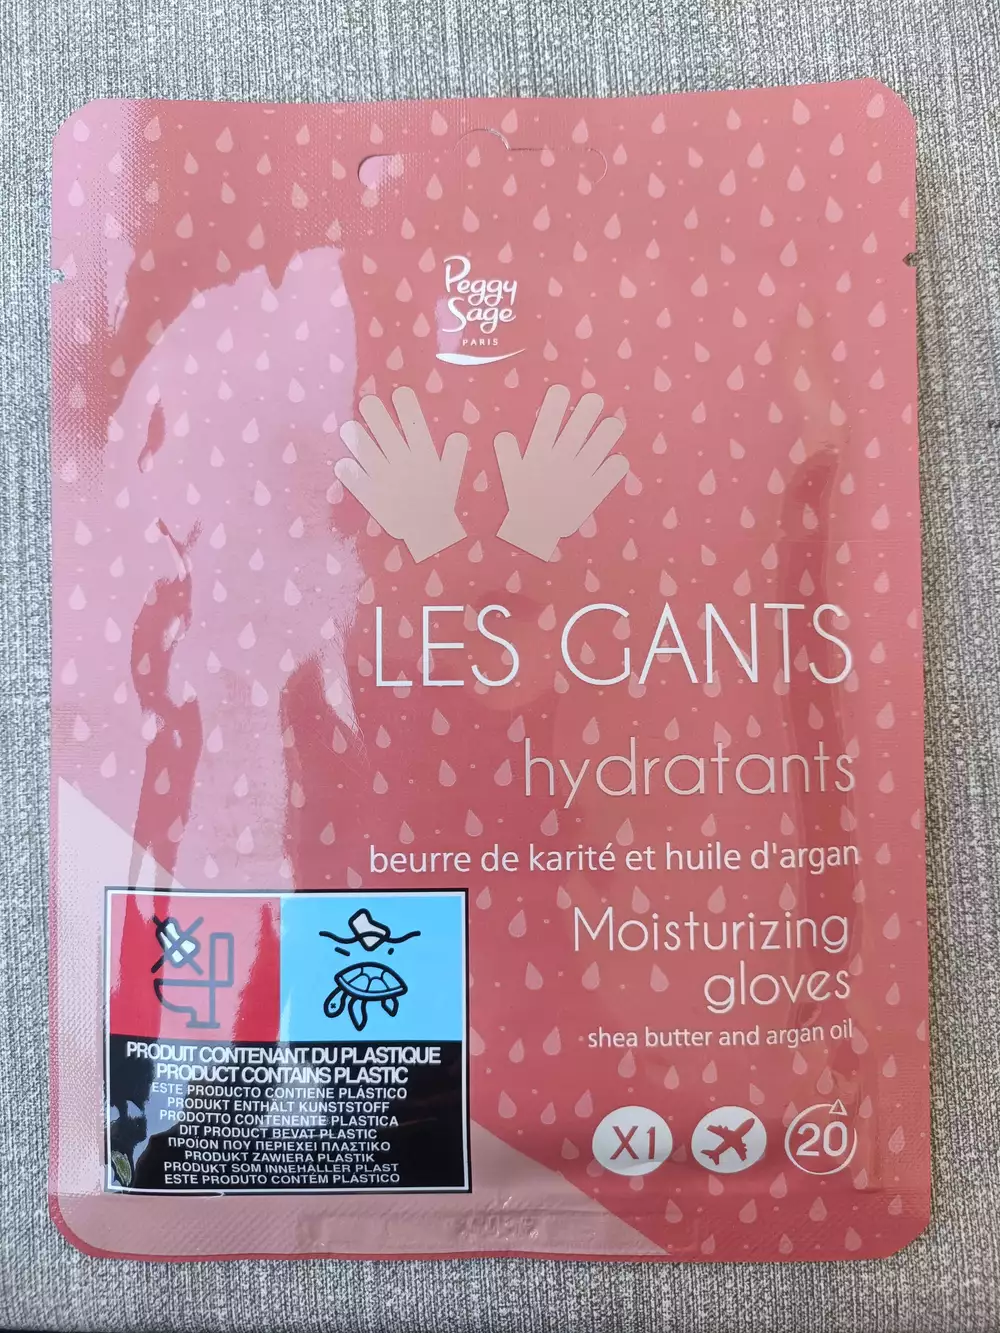 Peggy
Sage
PARIS
LES GANTS
hydratants
beurre de karité et huile d'argan
Moisturizing
gloves
shea butter and argan oil
X1
20
PRODUIT CONTENANT DU PLASTIQUE
PRODUCT CONTAINS PLASTIC
ESTE PRODUCTO CONTIENE PLÁSTICO
PRODUKT ENTHÄLT KUNSTSTOFF
PRODOTTO CONTENENTE PLASTICA
DIT PRODUCT BEVAT PLASTIC
ΠΡΟΪΟΝ ΠΟΥ ΠΕΡΙΕΧΕΙ ΠΛΑΣΤΙΚΟ
PRODUKT ZAWIERA PLASTIK
PRODUKT SOM INNEHÅLLER PLAST
ESTE PRODUTO CONTÉM PLÁSTICO